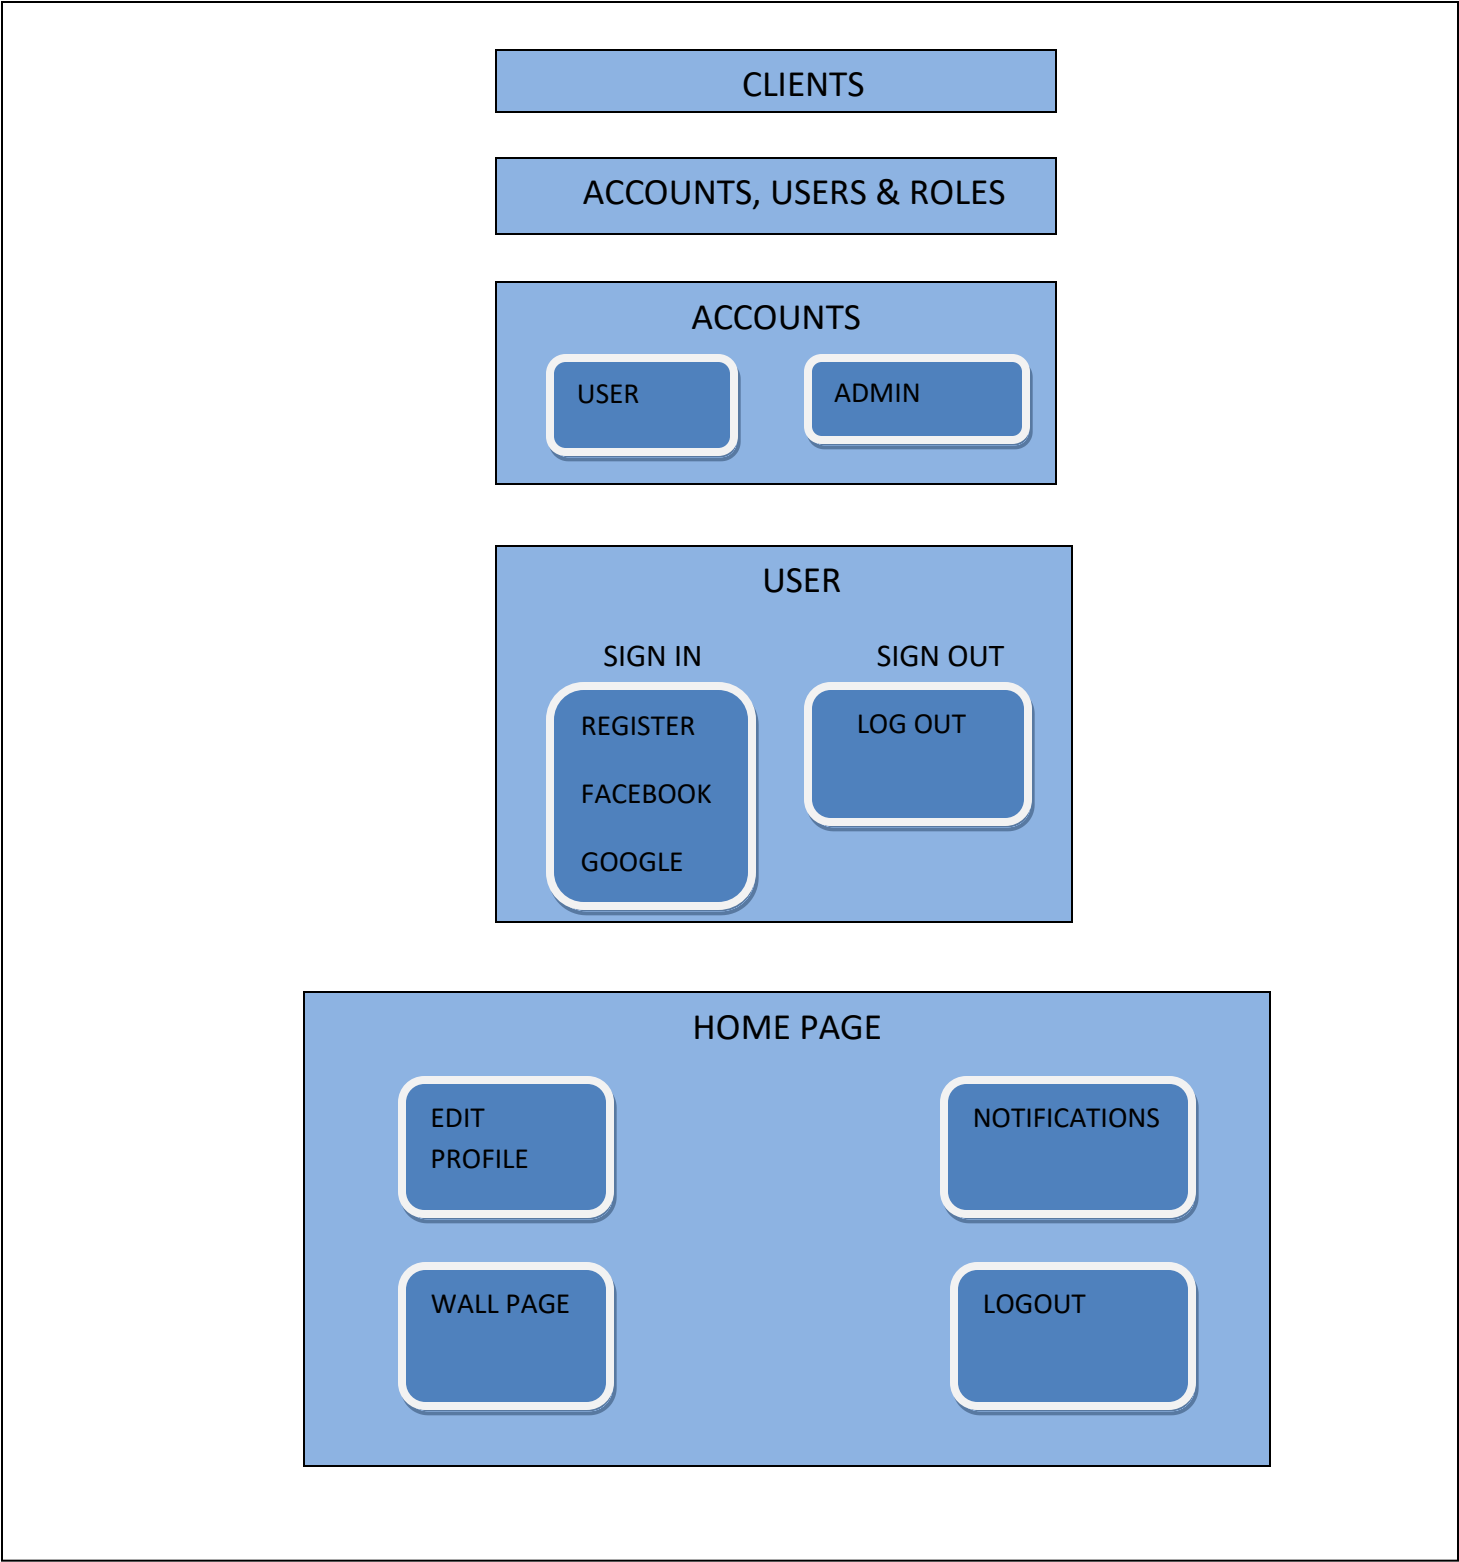 CLIENTS
ACCOUNTS, USERS & ROLES
ACCOUNTS
USER
ADMIN
USER
SIGN IN
SIGN OUT
REGISTER
FACEBOOK
GOOGLE
LOG OUT
HOME PAGE
EDIT
PROFILE
NOTIFICATIONS
WALL PAGE
LOGOUT